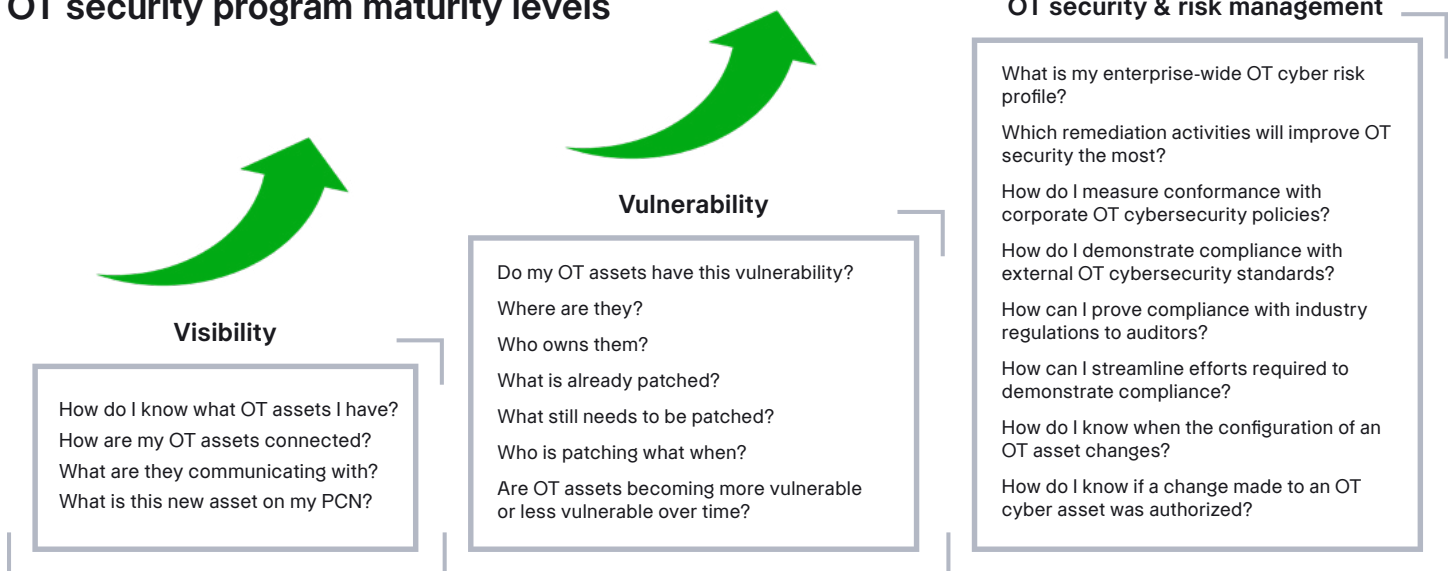 OT security program maturity levels
Visibility
How do I know what OT assets I have?
How are my OT assets connected?
What are they communicating with?
What is this new asset on my PCN?
Vulnerability
Do my OT assets have this vulnerability?
Where are they?
Who owns them?
What is already patched?
What still needs to be patched?
Who is patching what when?
Are OT assets becoming more vulnerable
or less vulnerable over time?
OT security & risk management
What is my enterprise-wide OT cyber risk
profile?
Which remediation activities will improve OT
security the most?
How do I measure conformance with
corporate OT cybersecurity policies?
How do I demonstrate compliance with
external OT cybersecurity standards?
How can I prove compliance with industry
regulations to auditors?
How can I streamline efforts required to
demonstrate compliance?
How do I know when the configuration of an
OT asset changes?
How do I know if a change made to an OT
cyber asset was authorized?